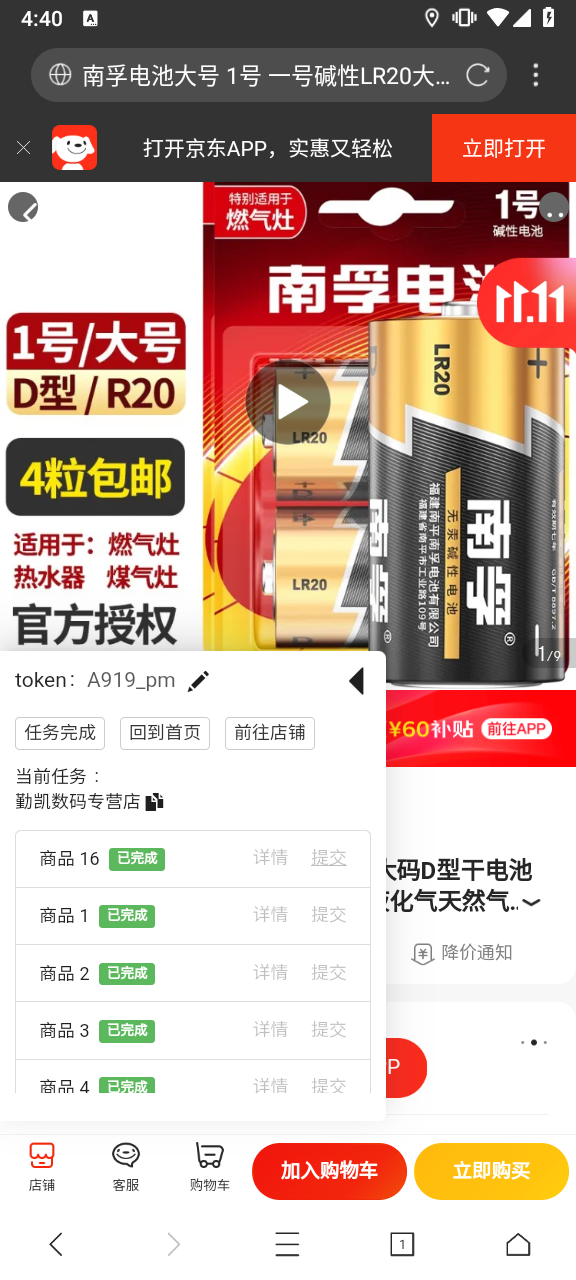 4:40
A
南孚电池大号 1号 一号碱性LR20大...
打开京东APP，实惠又轻松
立即打开
特别适用于
燃气灶
1号
碱性电池
南孚电池
11.11
1号/大号
D型 / R20
4粒包邮
适用于：燃气灶
热水器 煤气灶
官方授权
LR20
LR20
LR20
南孚
无汞碱性电池
福建南平南孚电池有限公司
福建省南平市工业路109号
1/9
token： A919_pm
任务完成
回到首页
前往店铺
¥60补贴
前往APP
当前任务：
勤凯数码专营店
商品 16 已完成 详情 提交
商品 1 已完成 详情 提交
商品 2 已完成 详情 提交
商品 3 已完成 详情 提交
商品 4 已完成 详情 提交
大码D型干电池
液化气天然气...
降价通知
P
店铺
客服
购物车
加入购物车
立即购买
1